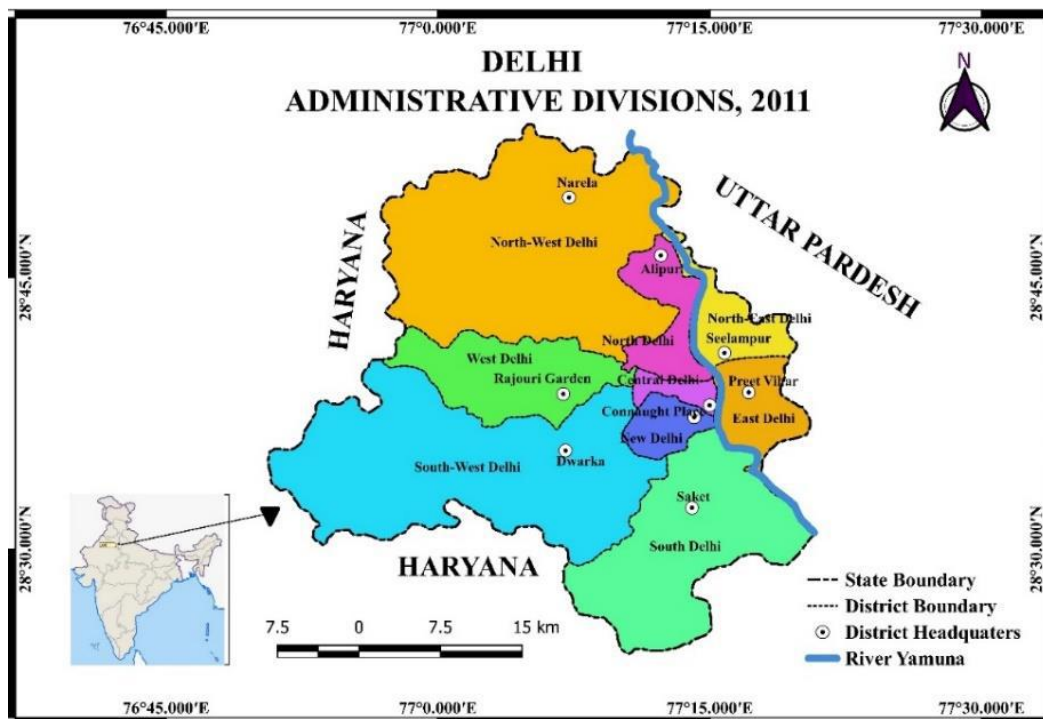 76°45.000'E 77°0.000'E 77°15.000'E 77°30.000'E
DELHI
ADMINISTRATIVE DIVISIONS, 2011
N
Narela
UTTAR PARDESH
HARYANA
North-West Delhi
Alipur
28°45.000'N
28°45.000'N
North-East Delhi
North Delhi
Seelampur
West Delhi
Rajouri Garden
Central Delhi
Preet Vihar
Connaught Place
East Delhi
New Delhi
South-West Delhi
Dwarka
Saket
South Delhi
28°30.000'N
28°30.000'N
HARYANA
State Boundary
District Boundary
District Headquaters
River Yamuna
7.5 0 7.5 15 km
76°45.000'E 77°0.000'E 77°15.000'E 77°30.000'E